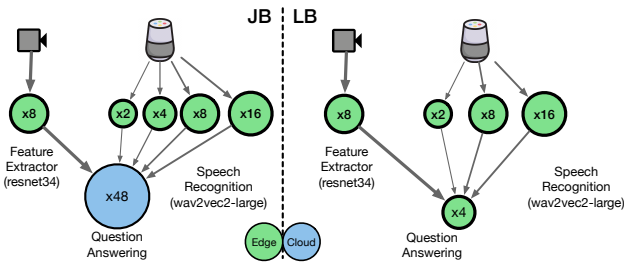 JB
LB
x8
x2
x4
x8
x16
Feature
Extractor
(resnet34)
Speech
Recognition
(wav2vec2-large)
x48
Question
Answering
Edge
Cloud
x8
x2
x8
x16
Feature
Extractor
(resnet34)
Speech
Recognition
(wav2vec2-large)
x4
Question
Answering